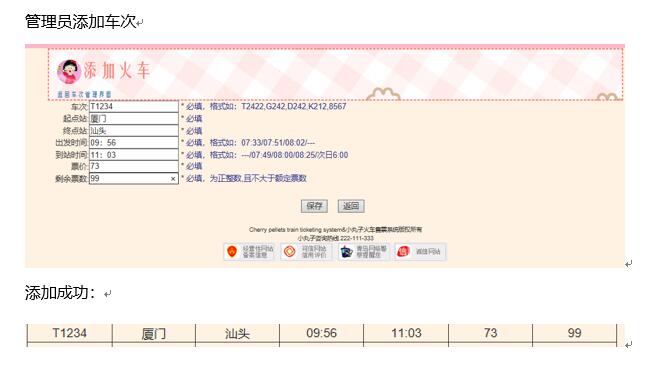 管理员添加车次
添加火车
返回车次管理界面
车次:T1234 * 必填，格式如：T2422,G242,D242,K212,8567
起点站:厦门 * 必填
终点站:汕头 * 必填
出发时间:09：56 * 必填，格式如：07:33/07:51/08:02/---
到站时间:11：03 * 必填，格式如：---/07:49/08:00/08:25/次日6:00
票价:73 * 必填
剩余票数:99 × * 必填，为正整数,且不大于额定票数
保存 返回
Cherry pellets train ticketing system&小丸子火车售票系统版权所有
小丸子咨询热线 222-111-333
经营性网站 备案信息
可信网站 信用评价
青岛网络警 察提醒您
诚信网站
添加成功：
T1234 厦门 汕头 09:56 11:03 73 99